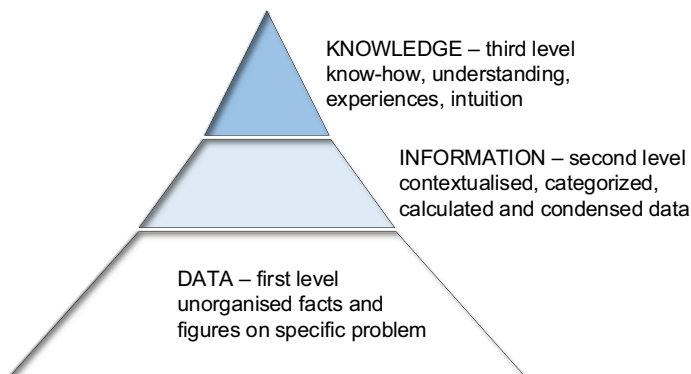 KNOWLEDGE – third level
know-how, understanding,
experiences, intuition
INFORMATION – second level
contextualised, categorized,
calculated and condensed data
DATA – first level
unorganised facts and
figures on specific problem